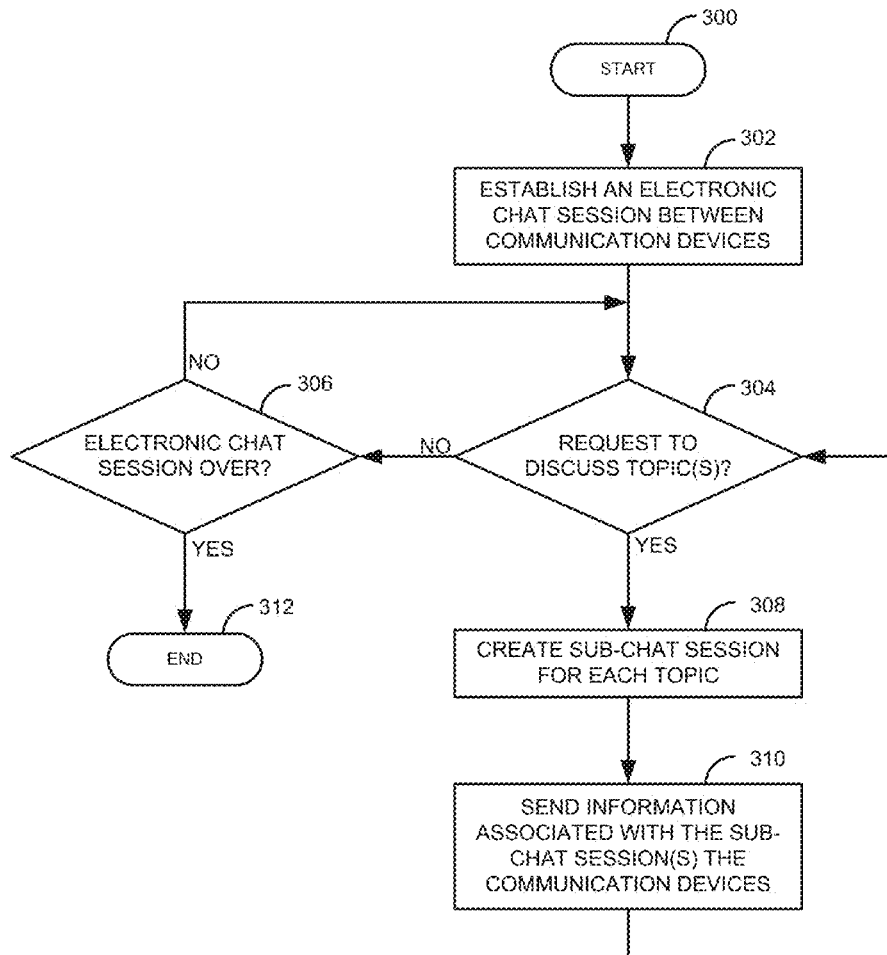 300
START
302
ESTABLISH AN ELECTRONIC
CHAT SESSION BETWEEN
COMMUNICATION DEVICES
NO
306
304
ELECTRONIC CHAT
SESSION OVER?
NO
REQUEST TO
DISCUSS TOPIC(S)?
YES
YES
312
END
308
CREATE SUB-CHAT SESSION
FOR EACH TOPIC
310
SEND INFORMATION
ASSOCIATED WITH THE SUB-
CHAT SESSION(S) THE
COMMUNICATION DEVICES